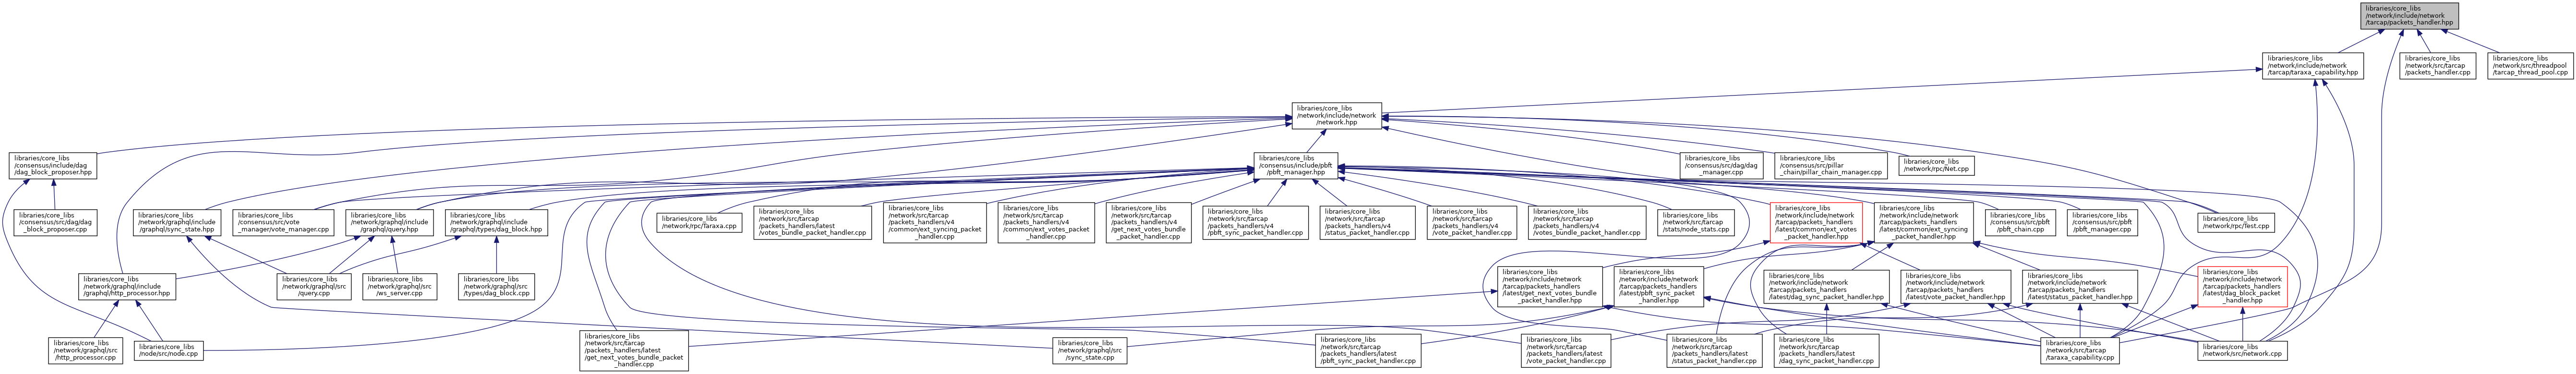 libraries/core_libs
/network/include/network
/tarcap/packets_handler.hpp
libraries/core_libs
/network/include/network
/tarcap/taraxa_capability.hpp
libraries/core_libs
/network/src/tarcap
/packets_handler.cpp
libraries/core_libs
/network/src/threadpool
/tarcap_thread_pool.cpp
libraries/core_libs
/network/include/network
/network.hpp
libraries/core_libs
/consensus/include/dag
/dag_block_proposer.hpp
libraries/core_libs
/consensus/include/pbft
/pbft_manager.hpp
libraries/core_libs
/consensus/src/dag/dag
_manager.cpp
libraries/core_libs
/consensus/src/pillar
_chain/pillar_chain_manager.cpp
libraries/core_libs
/network/rpc/Net.cpp
libraries/core_libs
/consensus/src/dag/dag
_block_proposer.cpp
libraries/core_libs
/network/graphql/include
/graphql/sync_state.hpp
libraries/core_libs
/consensus/src/vote
_manager/vote_manager.cpp
libraries/core_libs
/network/graphql/include
/graphql/query.hpp
libraries/core_libs
/network/graphql/include
/graphql/types/dag_block.hpp
libraries/core_libs
/network/rpc/Taraxa.cpp
libraries/core_libs
/network/src/tarcap
/packets_handlers/latest
/votes_bundle_packet_handler.cpp
libraries/core_libs
/network/src/tarcap
/packets_handlers/v4
/common/ext_syncing_packet
_handler.cpp
libraries/core_libs
/network/src/tarcap
/packets_handlers/v4
/common/ext_votes_packet
_handler.cpp
libraries/core_libs
/network/src/tarcap
/packets_handlers/v4
/get_next_votes_bundle
_packet_handler.cpp
libraries/core_libs
/network/src/tarcap
/packets_handlers/v4
/pbft_sync_packet_handler.cpp
libraries/core_libs
/network/src/tarcap
/packets_handlers/v4
/status_packet_handler.cpp
libraries/core_libs
/network/src/tarcap
/packets_handlers/v4
/vote_packet_handler.cpp
libraries/core_libs
/network/src/tarcap
/packets_handlers/v4
/votes_bundle_packet_handler.cpp
libraries/core_libs
/network/src/tarcap
/stats/node_stats.cpp
libraries/core_libs
/network/include/network
/tarcap/packets_handlers
/latest/common/ext_votes
_packet_handler.hpp
libraries/core_libs
/network/include/network
/tarcap/packets_handlers
/latest/common/ext_syncing
_packet_handler.hpp
libraries/core_libs
/consensus/src/pbft
/pbft_chain.cpp
libraries/core_libs
/consensus/src/pbft
/pbft_manager.cpp
libraries/core_libs
/network/rpc/Test.cpp
libraries/core_libs
/network/graphql/include
/graphql/http_processor.hpp
libraries/core_libs
/network/graphql/src
/query.cpp
libraries/core_libs
/network/graphql/src
/ws_server.cpp
libraries/core_libs
/network/graphql/src
/types/dag_block.cpp
libraries/core_libs
/network/include/network
/tarcap/packets_handlers
/latest/get_next_votes_bundle
_packet_handler.hpp
libraries/core_libs
/network/include/network
/tarcap/packets_handlers
/latest/pbft_sync_packet
_handler.hpp
libraries/core_libs
/network/include/network
/tarcap/packets_handlers
/latest/dag_sync_packet_handler.hpp
libraries/core_libs
/network/include/network
/tarcap/packets_handlers
/latest/vote_packet_handler.hpp
libraries/core_libs
/network/include/network
/tarcap/packets_handlers
/latest/status_packet_handler.hpp
libraries/core_libs
/network/include/network
/tarcap/packets_handlers
/latest/dag_block_packet
_handler.hpp
libraries/core_libs
/network/graphql/src
/http_processor.cpp
libraries/core_libs
/node/src/node.cpp
libraries/core_libs
/network/src/tarcap
/packets_handlers/latest
/get_next_votes_bundle_packet
_handler.cpp
libraries/core_libs
/network/graphql/src
/sync_state.cpp
libraries/core_libs
/network/src/tarcap
/packets_handlers/latest
/pbft_sync_packet_handler.cpp
libraries/core_libs
/network/src/tarcap
/packets_handlers/latest
/vote_packet_handler.cpp
libraries/core_libs
/network/src/tarcap
/packets_handlers/latest
/status_packet_handler.cpp
libraries/core_libs
/network/src/tarcap
/packets_handlers/latest
/dag_sync_packet_handler.cpp
libraries/core_libs
/network/src/tarcap
/taraxa_capability.cpp
libraries/core_libs
/network/src/network.cpp